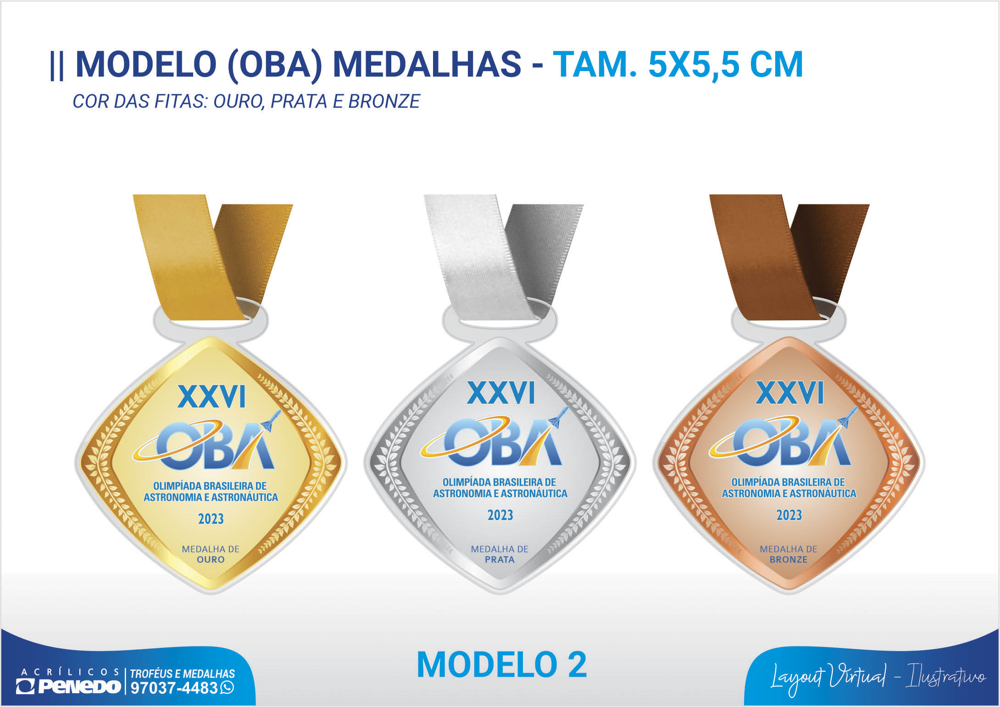 || MODELO (OBA) MEDALHAS - TAM. 5X5,5 CM
COR DAS FITAS: OURO, PRATA E BRONZE
XXVI
OBA
OLIMPÍADA BRASILEIRA DE
ASTRONOMIA E ASTRONÁUTICA
2023
MEDALHA DE
OURO
XXVI
OBA
OLIMPÍADA BRASILEIRA DE
ASTRONOMIA E ASTRONÁUTICA
2023
MEDALHA DE
PRATA
XXVI
OBA
OLIMPÍADA BRASILEIRA DE
ASTRONOMIA E ASTRONÁUTICA
2023
MEDALHA DE
BRONZE
ACRÍLICOS
PENEDO
TROFÉUS E MEDALHAS
97037-4483
MODELO 2
Layout Virtual - Ilustrativo